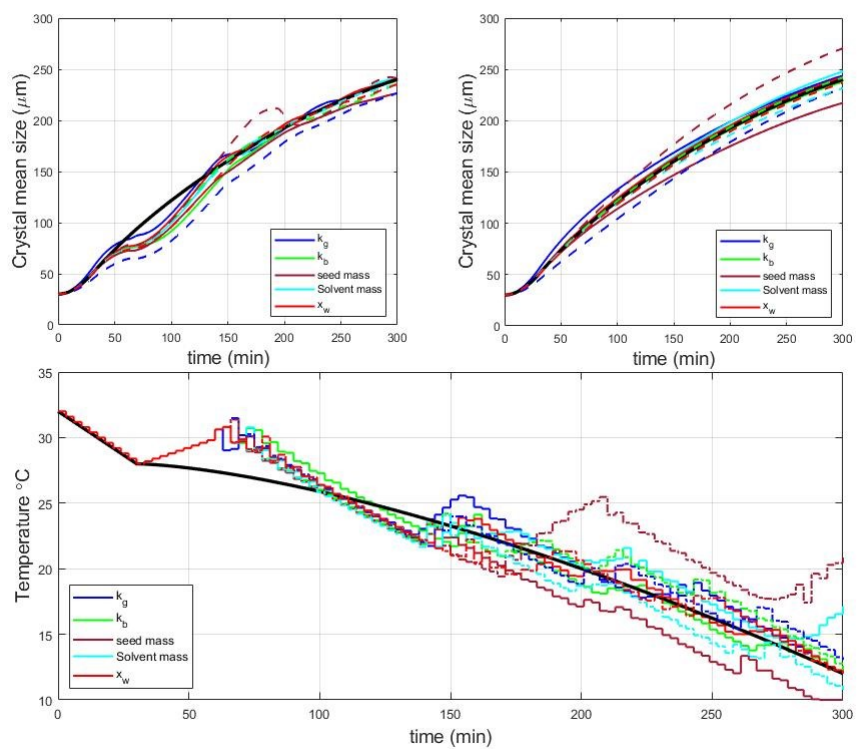 300
250
200
150
100
50
0
Crystal mean size (μm)
k_g
k_b
seed mass
Solvent mass
x_w
0 50 100 150 200 250 300
time (min)
300
250
200
150
100
50
0
Crystal mean size (μm)
k_g
k_b
seed mass
Solvent mass
x_w
0 50 100 150 200 250 300
time (min)
35
30
25
20
15
10
Temperature °C
k_g
k_b
seed mass
Solvent mass
x_w
0 50 100 150 200 250 300
time (min)